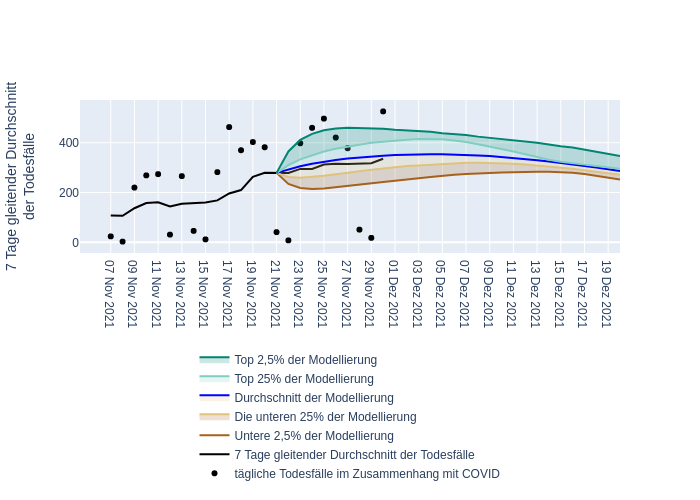 7 Tage gleitender Durchschnitt
der Todesfälle
400
200
0
07 Nov 2021
09 Nov 2021
11 Nov 2021
13 Nov 2021
15 Nov 2021
17 Nov 2021
19 Nov 2021
21 Nov 2021
23 Nov 2021
25 Nov 2021
27 Nov 2021
29 Nov 2021
01 Dez 2021
03 Dez 2021
05 Dez 2021
07 Dez 2021
09 Dez 2021
11 Dez 2021
13 Dez 2021
15 Dez 2021
17 Dez 2021
19 Dez 2021
Top 2,5% der Modellierung
Top 25% der Modellierung
Durchschnitt der Modellierung
Die unteren 25% der Modellierung
Untere 2,5% der Modellierung
7 Tage gleitender Durchschnitt der Todesfälle
tägliche Todesfälle im Zusammenhang mit COVID